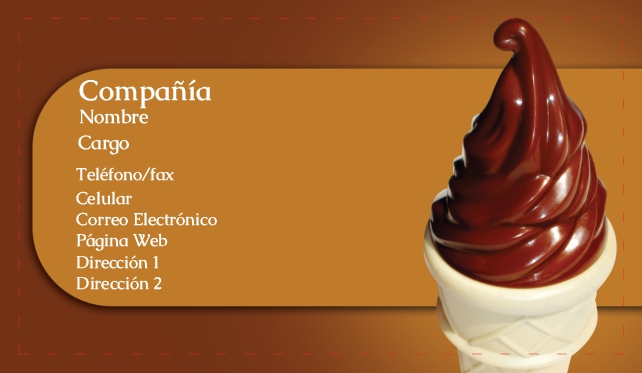 Compañía
Nombre
Cargo
Teléfono/fax
Celular
Correo Electrónico
Página Web
Dirección 1
Dirección 2